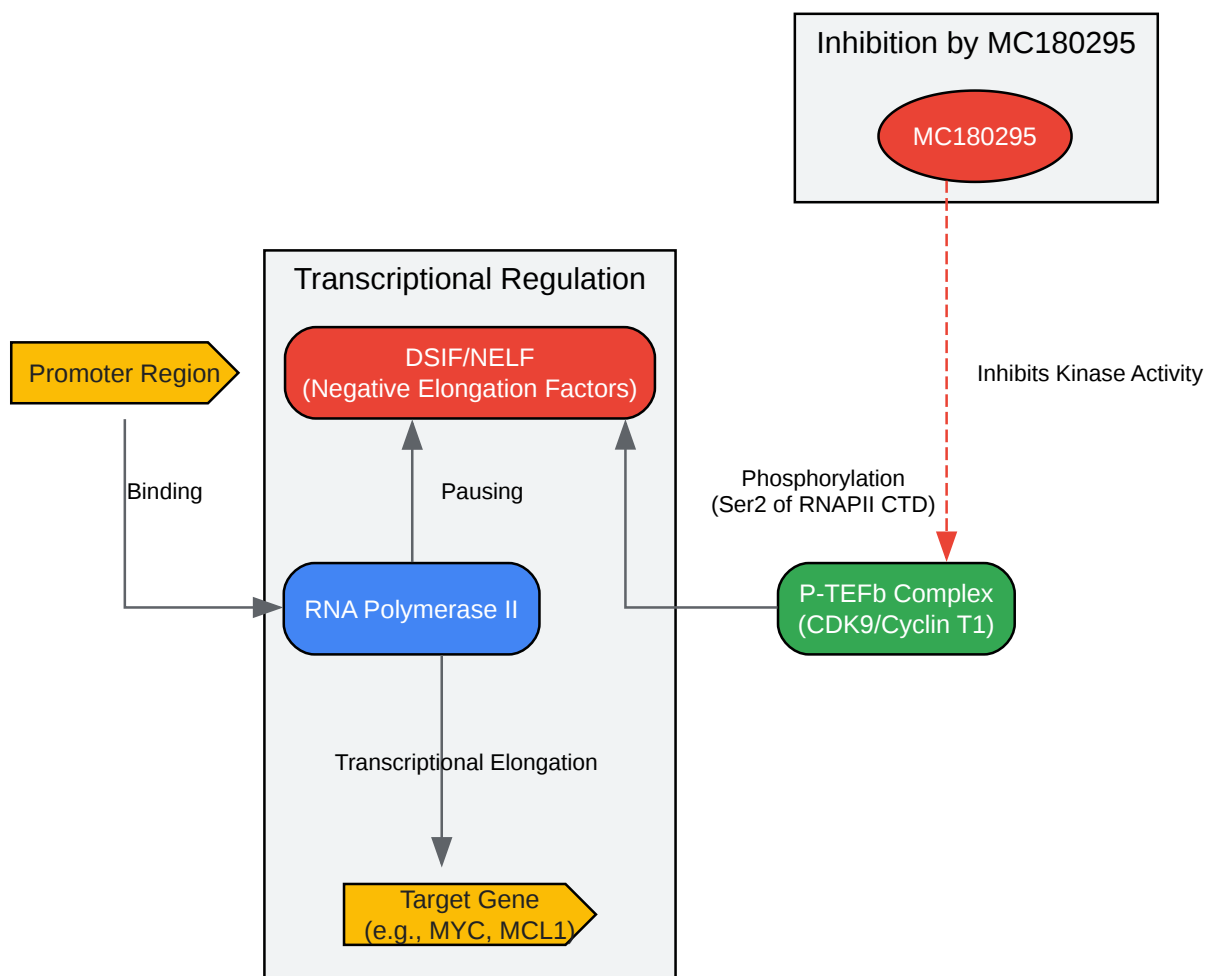 Inhibition by MC180295
MC180295
Transcriptional Regulation
DSIF/NELF
(Negative Elongation Factors)
Promoter Region
Inhibits Kinase Activity
Binding
Pausing
Phosphorylation
(Ser2 of RNAPII CTD)
RNA Polymerase II
P-TEFb Complex
(CDK9/Cyclin T1)
Transcriptional Elongation
Target Gene
(e.g., MYC, MCL1)